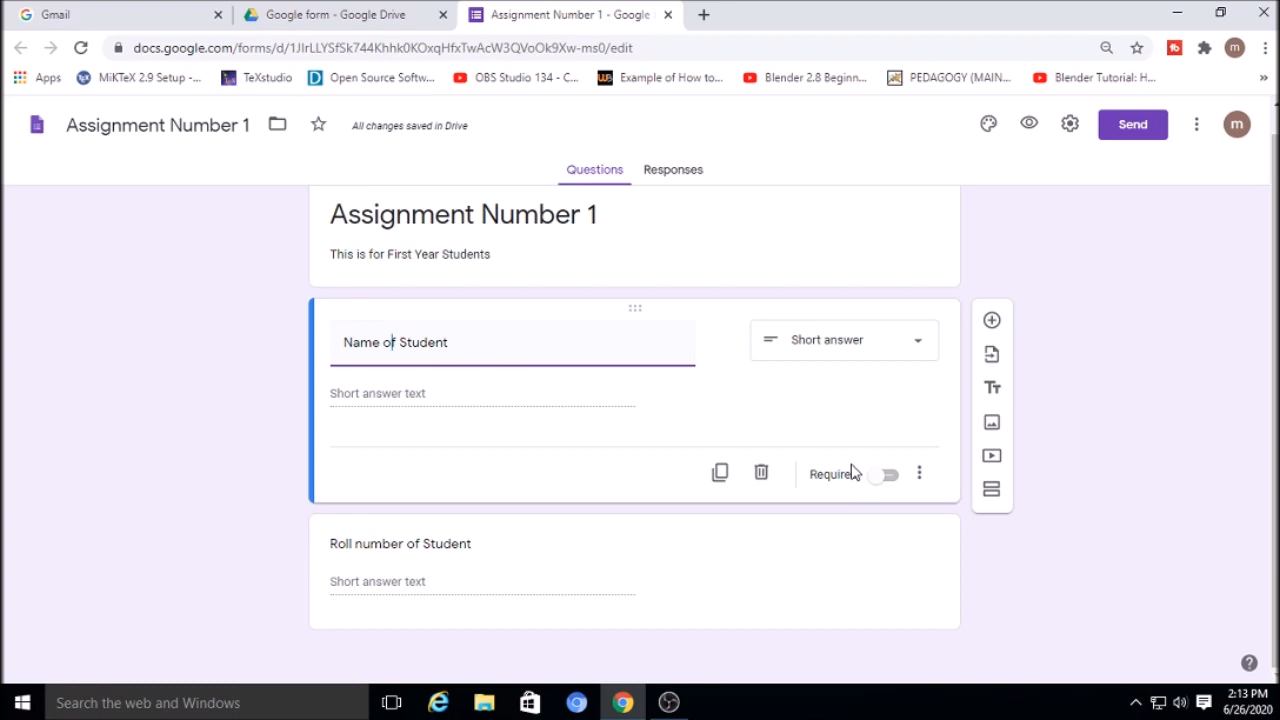 Gmail
Google form - Google Drive
Assignment Number 1 - Google
docs.google.com/forms/d/1JIrLLYSfSk744Khhk0KOxqHfxTwAcW3QVoOk9Xw-ms0/edit
m
Apps
MiKTeX 2.9 Setup -...
TeXstudio
Open Source Softw...
OBS Studio 134 - C...
Example of How to...
Blender 2.8 Beginn...
PEDAGOGY (MAIN...
Blender Tutorial: H...
»
Assignment Number 1
All changes saved in Drive
Send
m
Questions
Responses
Assignment Number 1
This is for First Year Students
Name of Student
Short answer
Short answer text
Tt
Require
Roll number of Student
Short answer text
Search the web and Windows
2:13 PM
6/26/2020